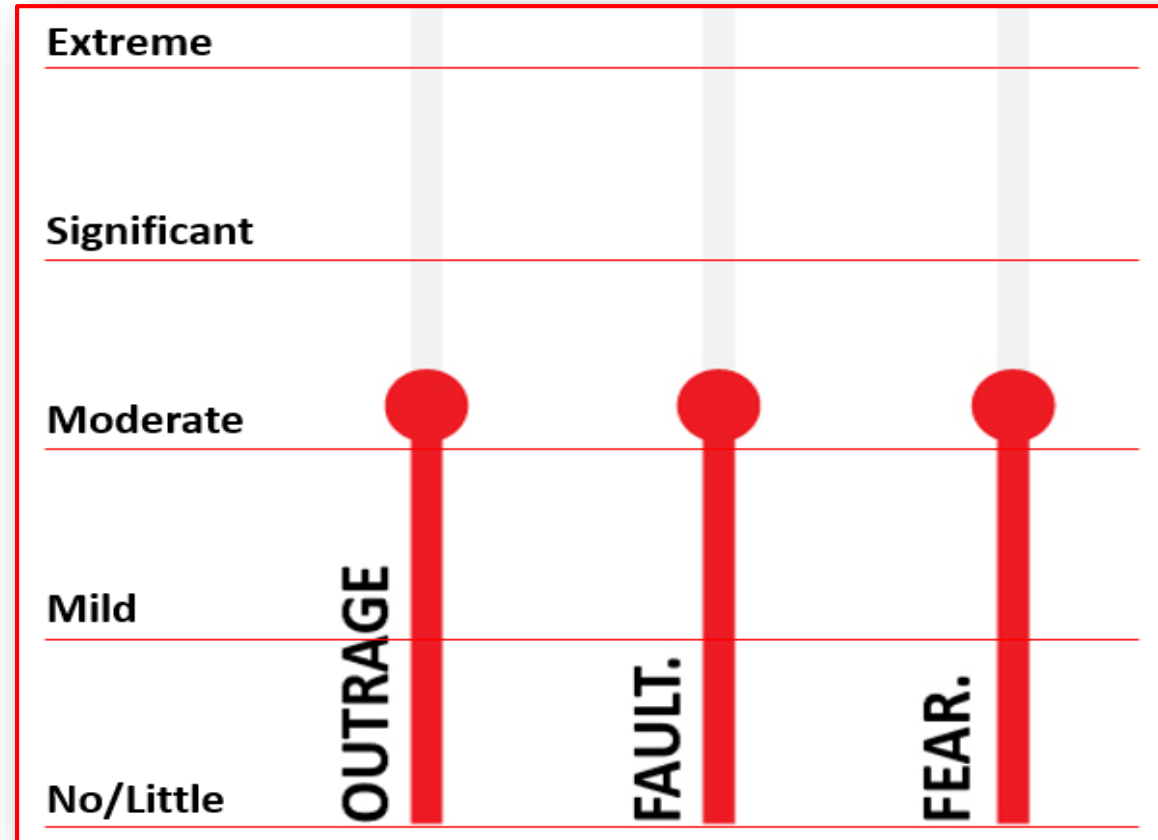 Extreme
Significant
Moderate
Mild
No/Little
OUTRAGE
FAULT.
FEAR.